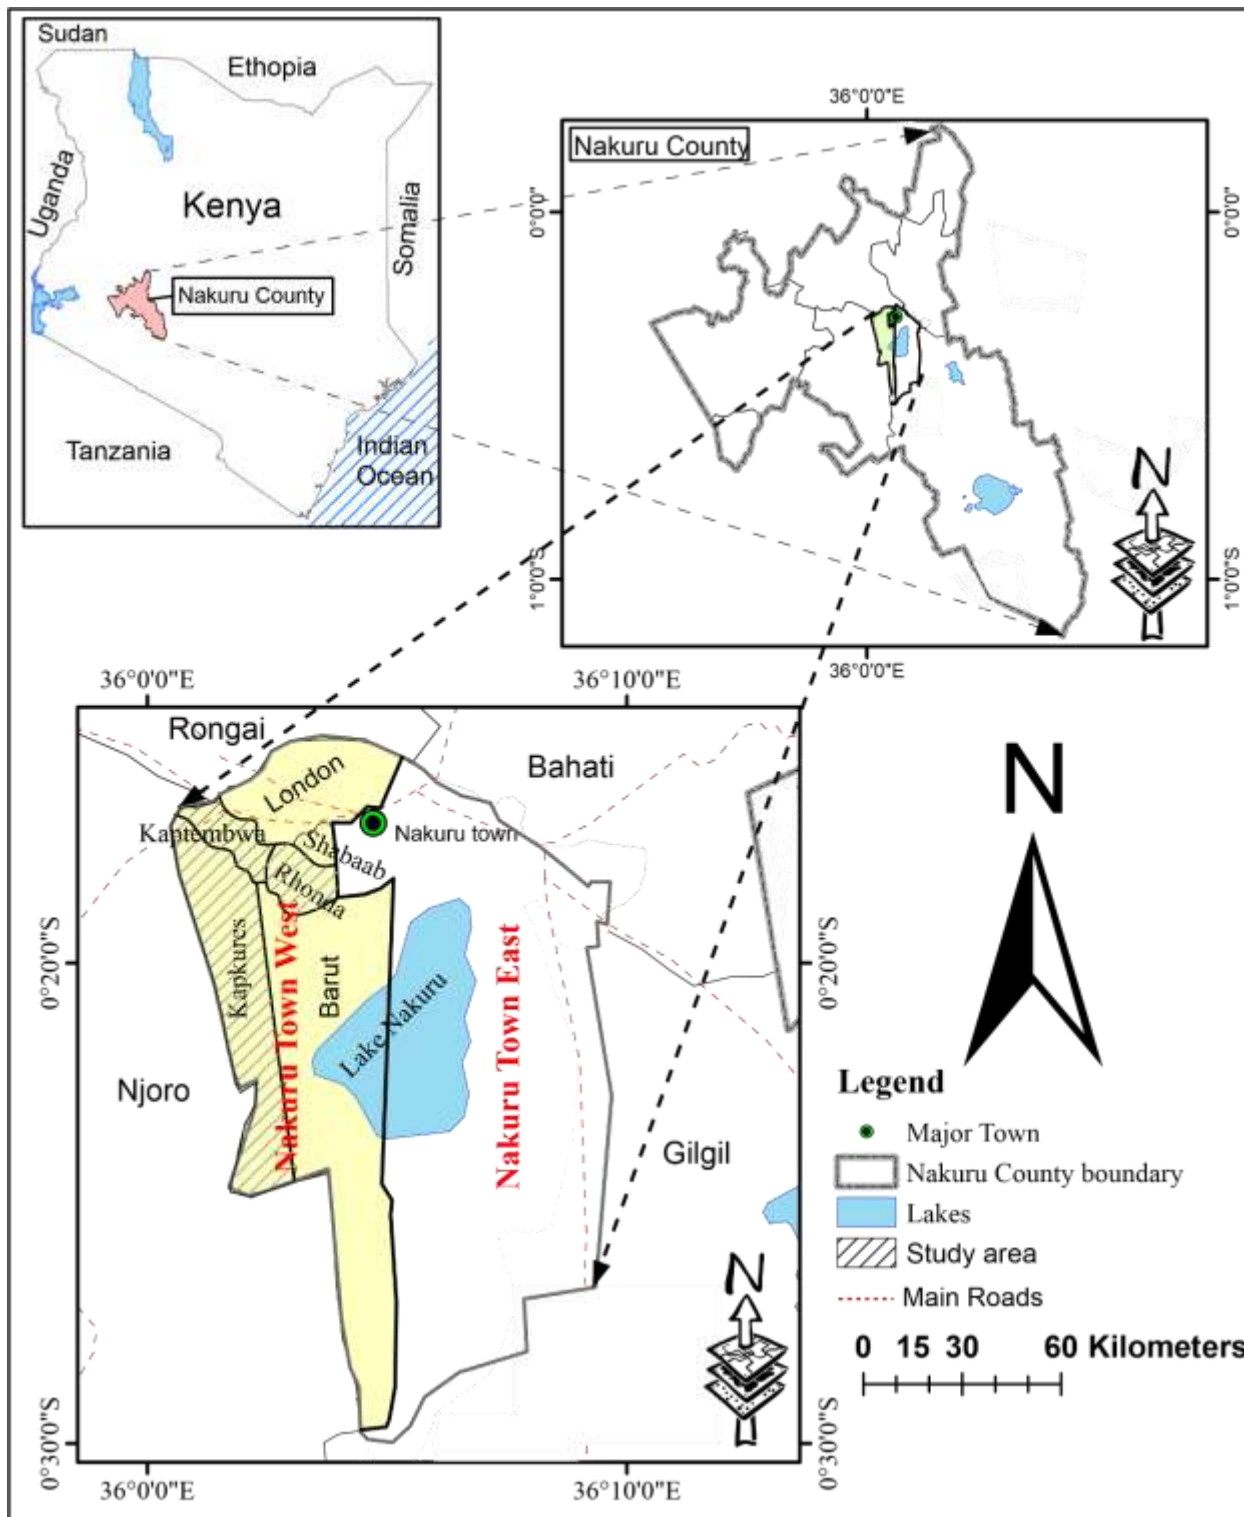 Sudan
Ethopia
Uganda
Kenya
Somalia
Nakuru County
Tanzania
Indian
Ocean
36°0'0"E
Nakuru County
0°0'0"
0°0'0"
1°0'0"S
1°0'0"S
N
36°0'0"E
36°0'0"E
36°10'0"E
Rongai
Bahati
London
Kaptembwa
Nakuru town
Shabaab
Rhonda
Kapkures
Nakuru Town West
Barut
Lake Nakuru
Nakuru Town East
0°20'0"S
0°20'0"S
Njoro
Gilgil
N
0°30'0"S
0°30'0"S
36°0'0"E
36°10'0"E
N
Legend
Major Town
Nakuru County boundary
Lakes
Study area
Main Roads
0 15 30 60 Kilometers